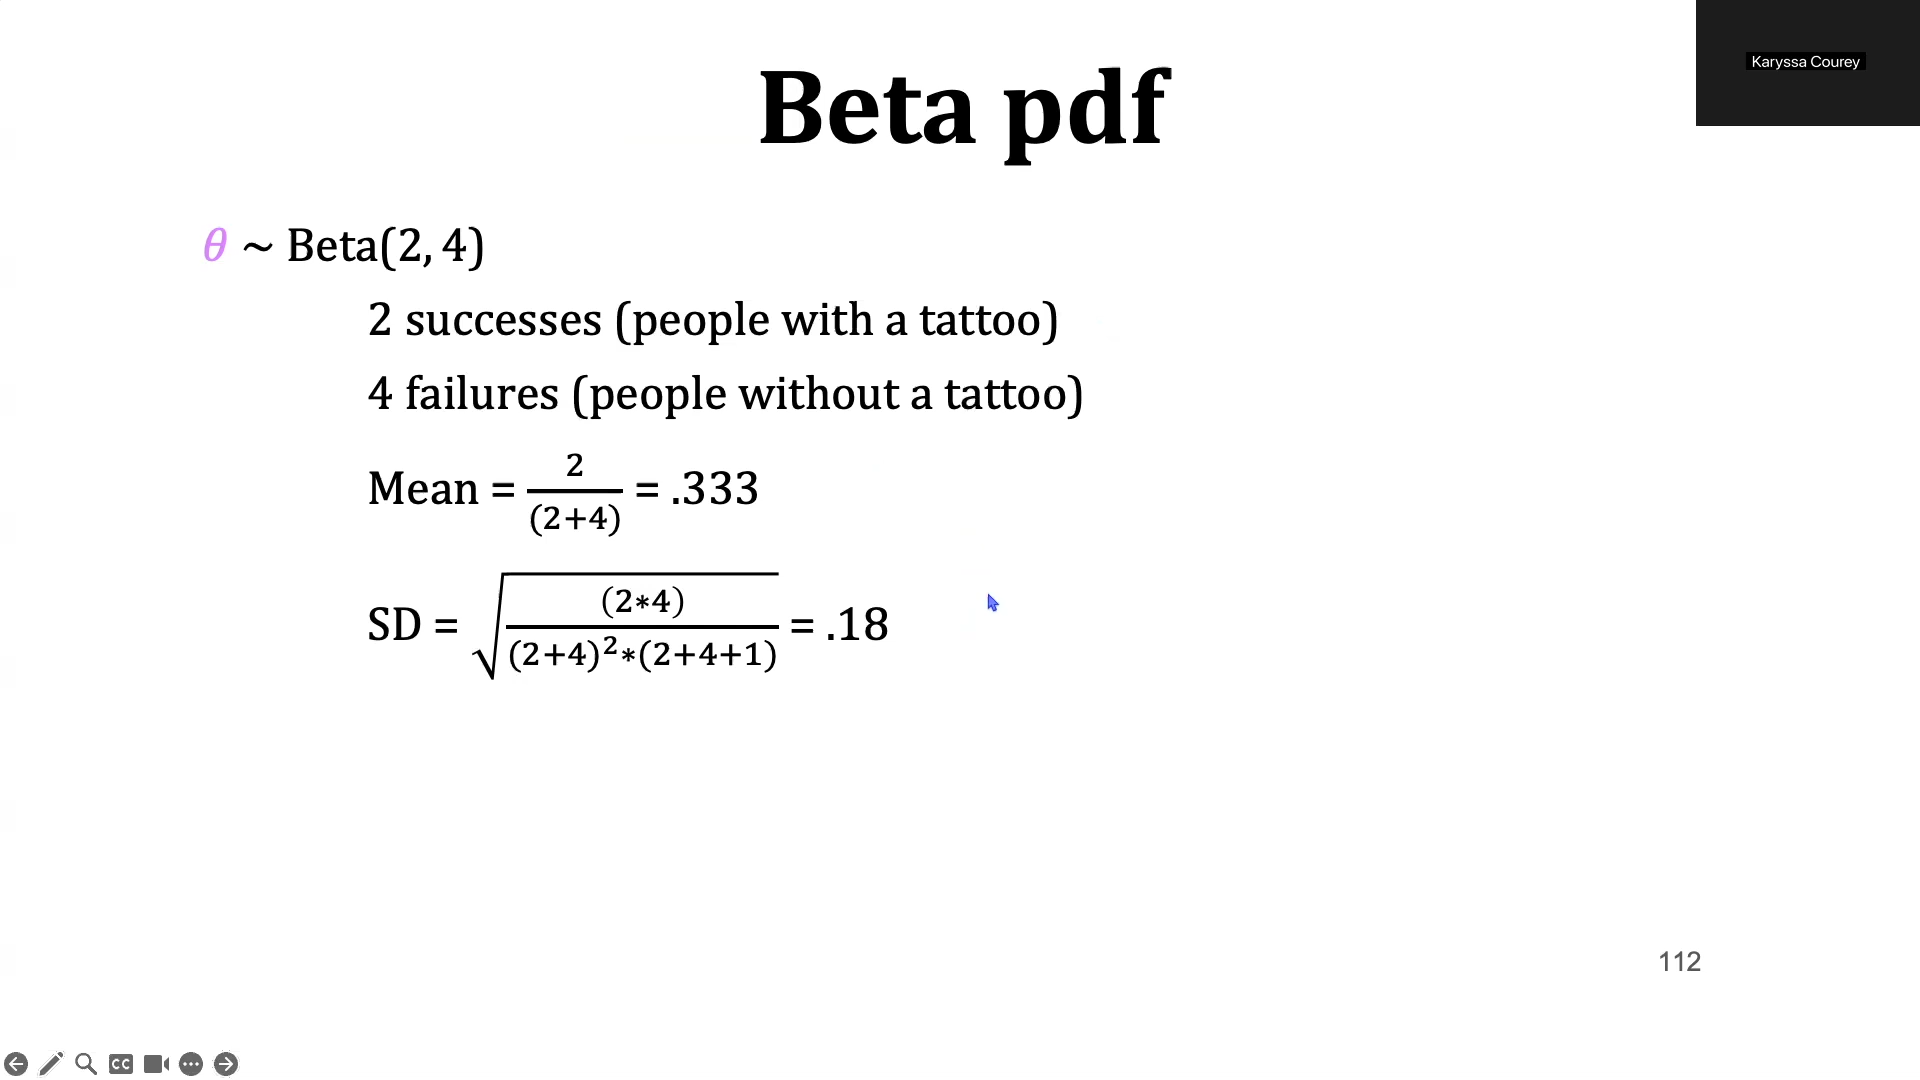 Beta pdf
Karyssa Courey
θ ~ Beta(2, 4)
2 successes (people with a tattoo)
4 failures (people without a tattoo)
Mean = 2/(2+4) = .333
SD = √((2*4)/((2+4)²*(2+4+1))) = .18
112
CC